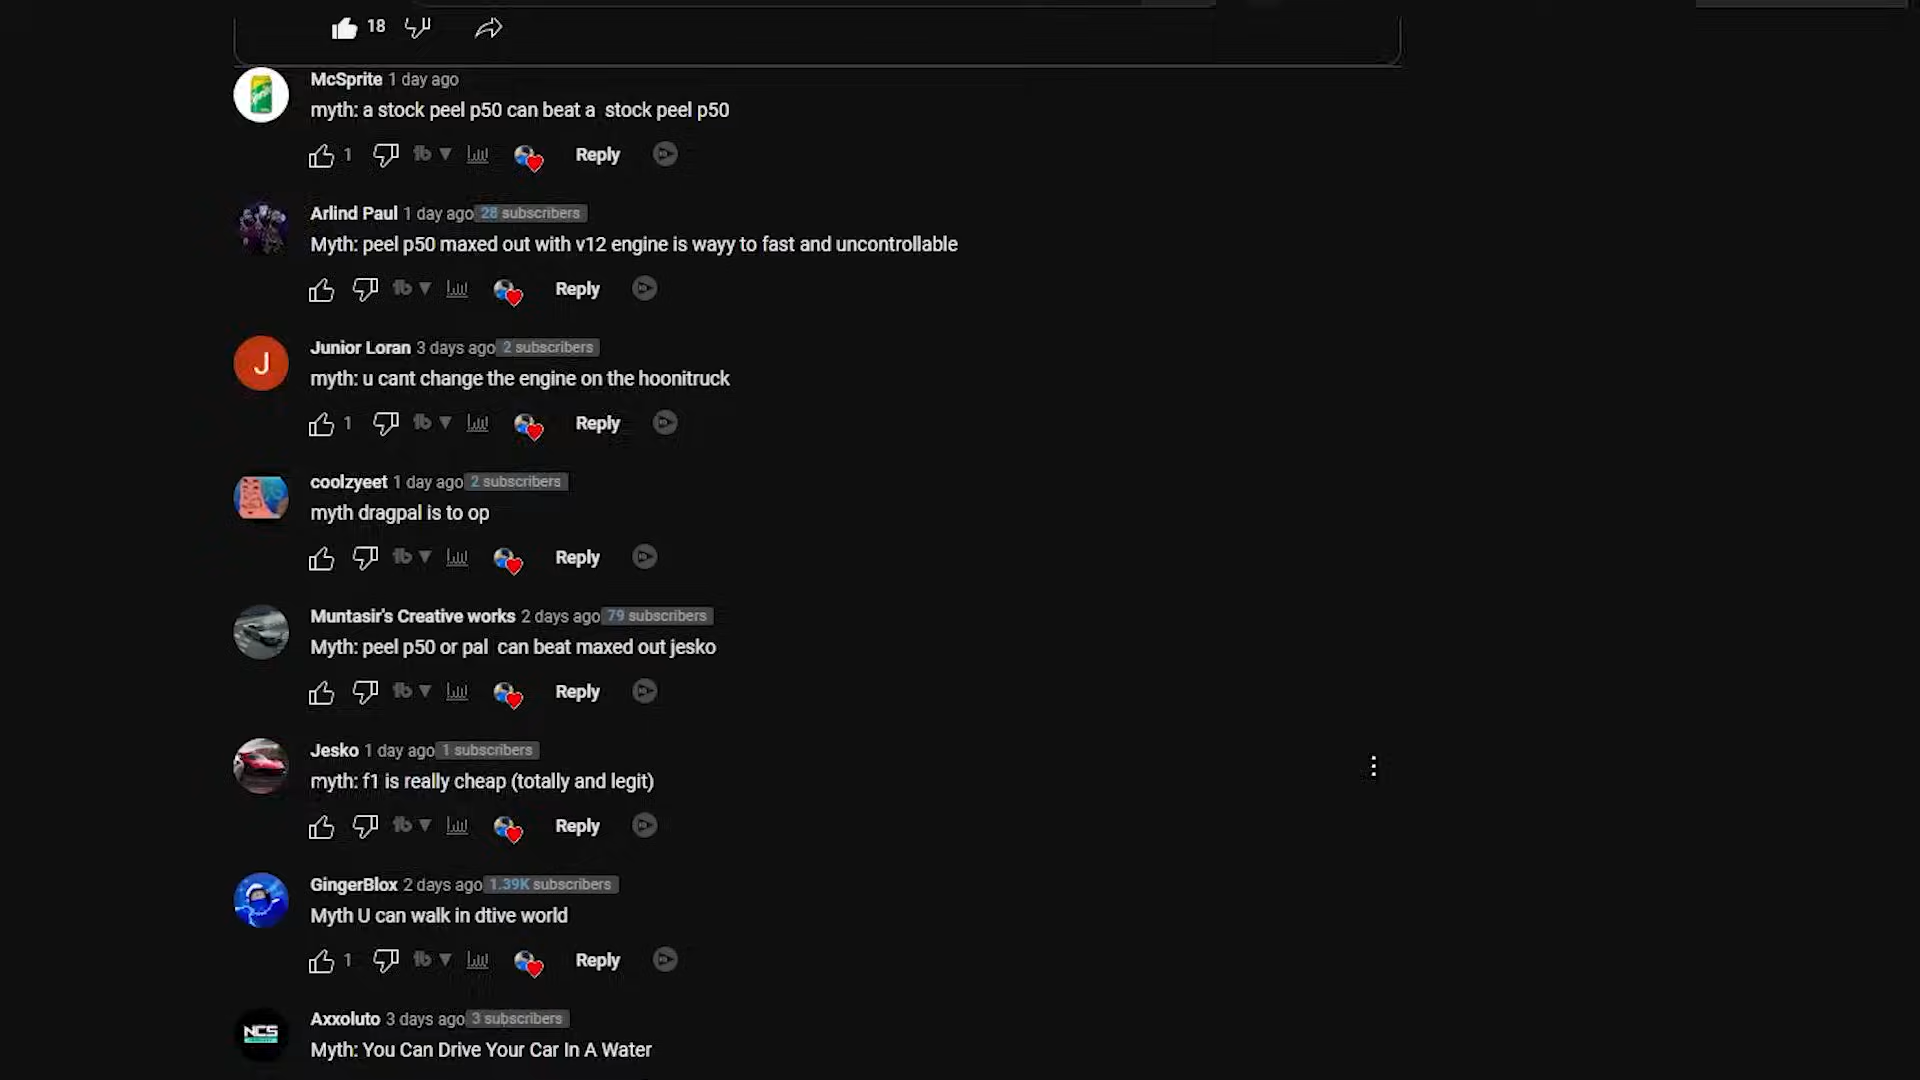 18
McSprite 1 day ago
myth: a stock peel p50 can beat a stock peel p50
1 Reply
Arlind Paul 1 day ago 28 subscribers
Myth: peel p50 maxed out with v12 engine is wayy to fast and uncontrollable
Reply
J
Junior Loran 3 days ago 2 subscribers
myth: u cant change the engine on the hoonitruck
1 Reply
coolzyeet 1 day ago 2 subscribers
myth dragpal is to op
Reply
Muntasir's Creative works 2 days ago 79 subscribers
Myth: peel p50 or pal can beat maxed out jesko
Reply
Jesko 1 day ago 1 subscribers
myth: f1 is really cheap (totally and legit)
Reply
GingerBlox 2 days ago 1.39K subscribers
Myth U can walk in dtive world
1 Reply
NCS
Axxoluto 3 days ago 3 subscribers
Myth: You Can Drive Your Car In A Water